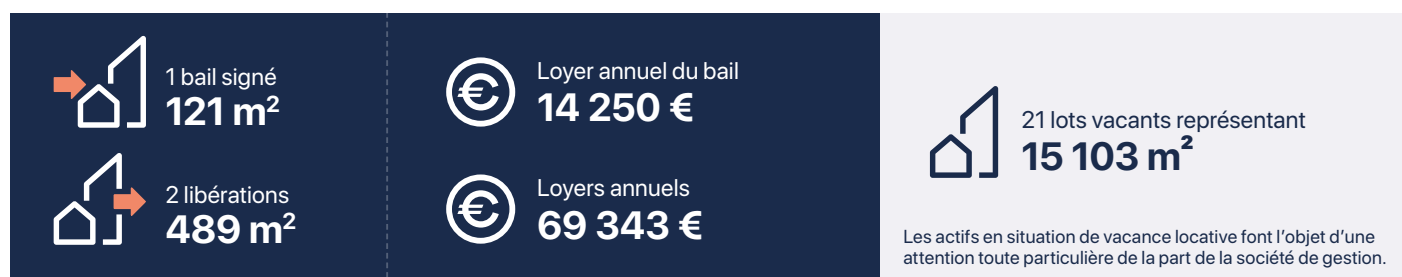 1 bail signé
121 m²
Loyer annuel du bail
14 250 €
2 libérations
489 m²
Loyers annuels
69 343 €
21 lots vacants représentant
15 103 m²
Les actifs en situation de vacance locative font l’objet d’une
attention toute particulière de la part de la société de gestion.